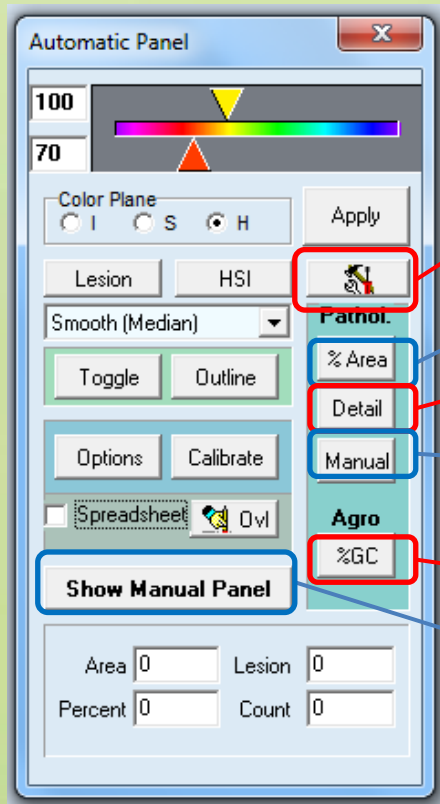 Automatic Panel
100
70
Color Plane
I S H
Apply
Lesion HSI
Smooth (Median)
Pathol.
% Area
Toggle Outline
Detail
Options Calibrate
Manual
Spreadsheet Ovl
Agro
%GC
Show Manual Panel
Area 0 Lesion 0
Percent 0 Count 0